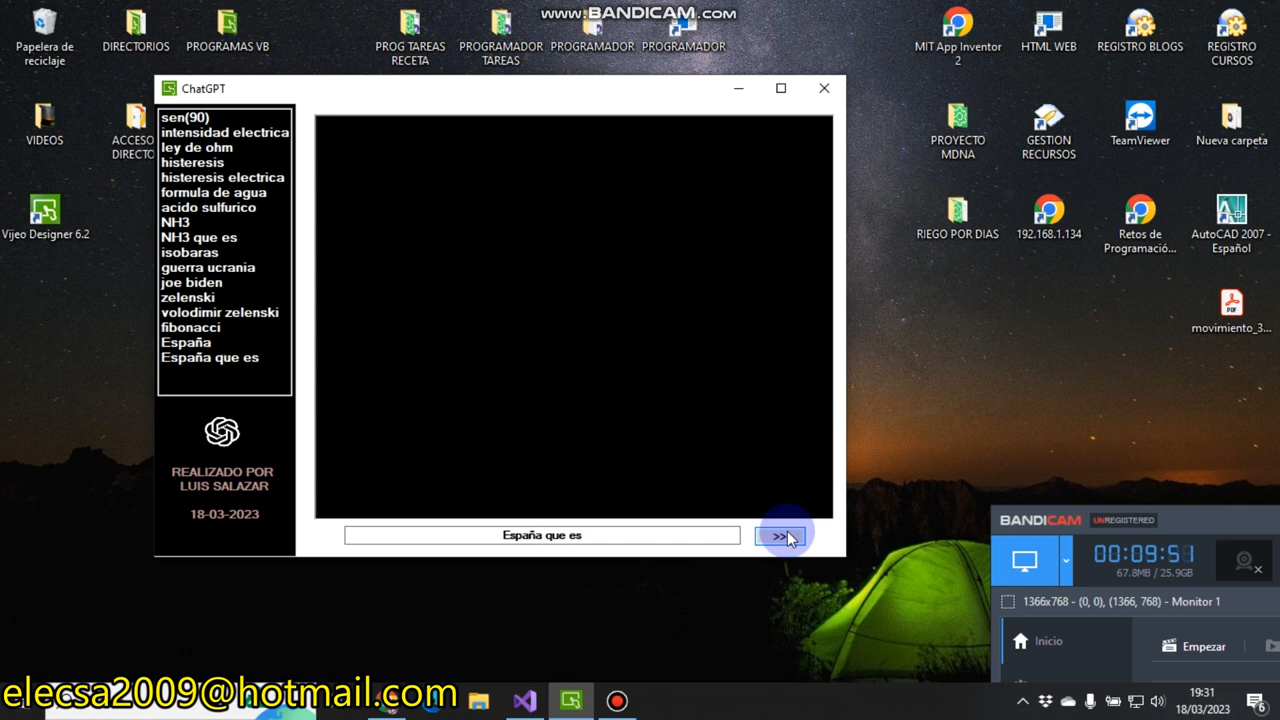 www.BANDICAM.com
Papelera de
reciclaje
DIRECTORIOS
PROGRAMAS VB
PROG TAREAS
RECETA
PROGRAMADOR
TAREAS
PROGRAMADOR
PROGRAMADOR
MIT App Inventor
2
HTML WEB
REGISTRO BLOGS
REGISTRO
CURSOS
ChatGPT
sen(90)
intensidad electrica
ley de ohm
histeresis
histeresis electrica
formula de agua
acido sulfurico
NH3
NH3 que es
isobaras
guerra ucrania
joe biden
zelenski
volodimir zelenski
fibonacci
España
España que es
REALIZADO POR
LUIS SALAZAR
18-03-2023
España que es
>>
VIDEOS
ACCESO
DIRECTO
PROYECTO
MDNA
GESTION
RECURSOS
TeamViewer
Nueva carpeta
Vijeo Designer 6.2
RIEGO POR DIAS
192.168.1.134
Retos de
Programació...
AutoCAD 2007 -
Español
PDF
movimiento_3...
BANDICAM UNREGISTERED
00:09:51
67.8MB / 25.9GB
1366x768 - (0, 0), (1366, 768) - Monitor 1
Inicio
Empezar
elecsa2009@hotmail.com
19:31
18/03/2023
6